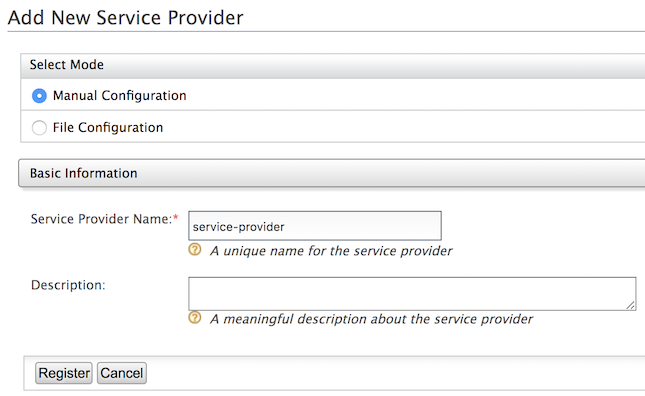 Add New Service Provider
Select Mode
Manual Configuration
File Configuration
Basic Information
Service Provider Name:* service-provider
? A unique name for the service provider
Description:
? A meaningful description about the service provider
Register Cancel